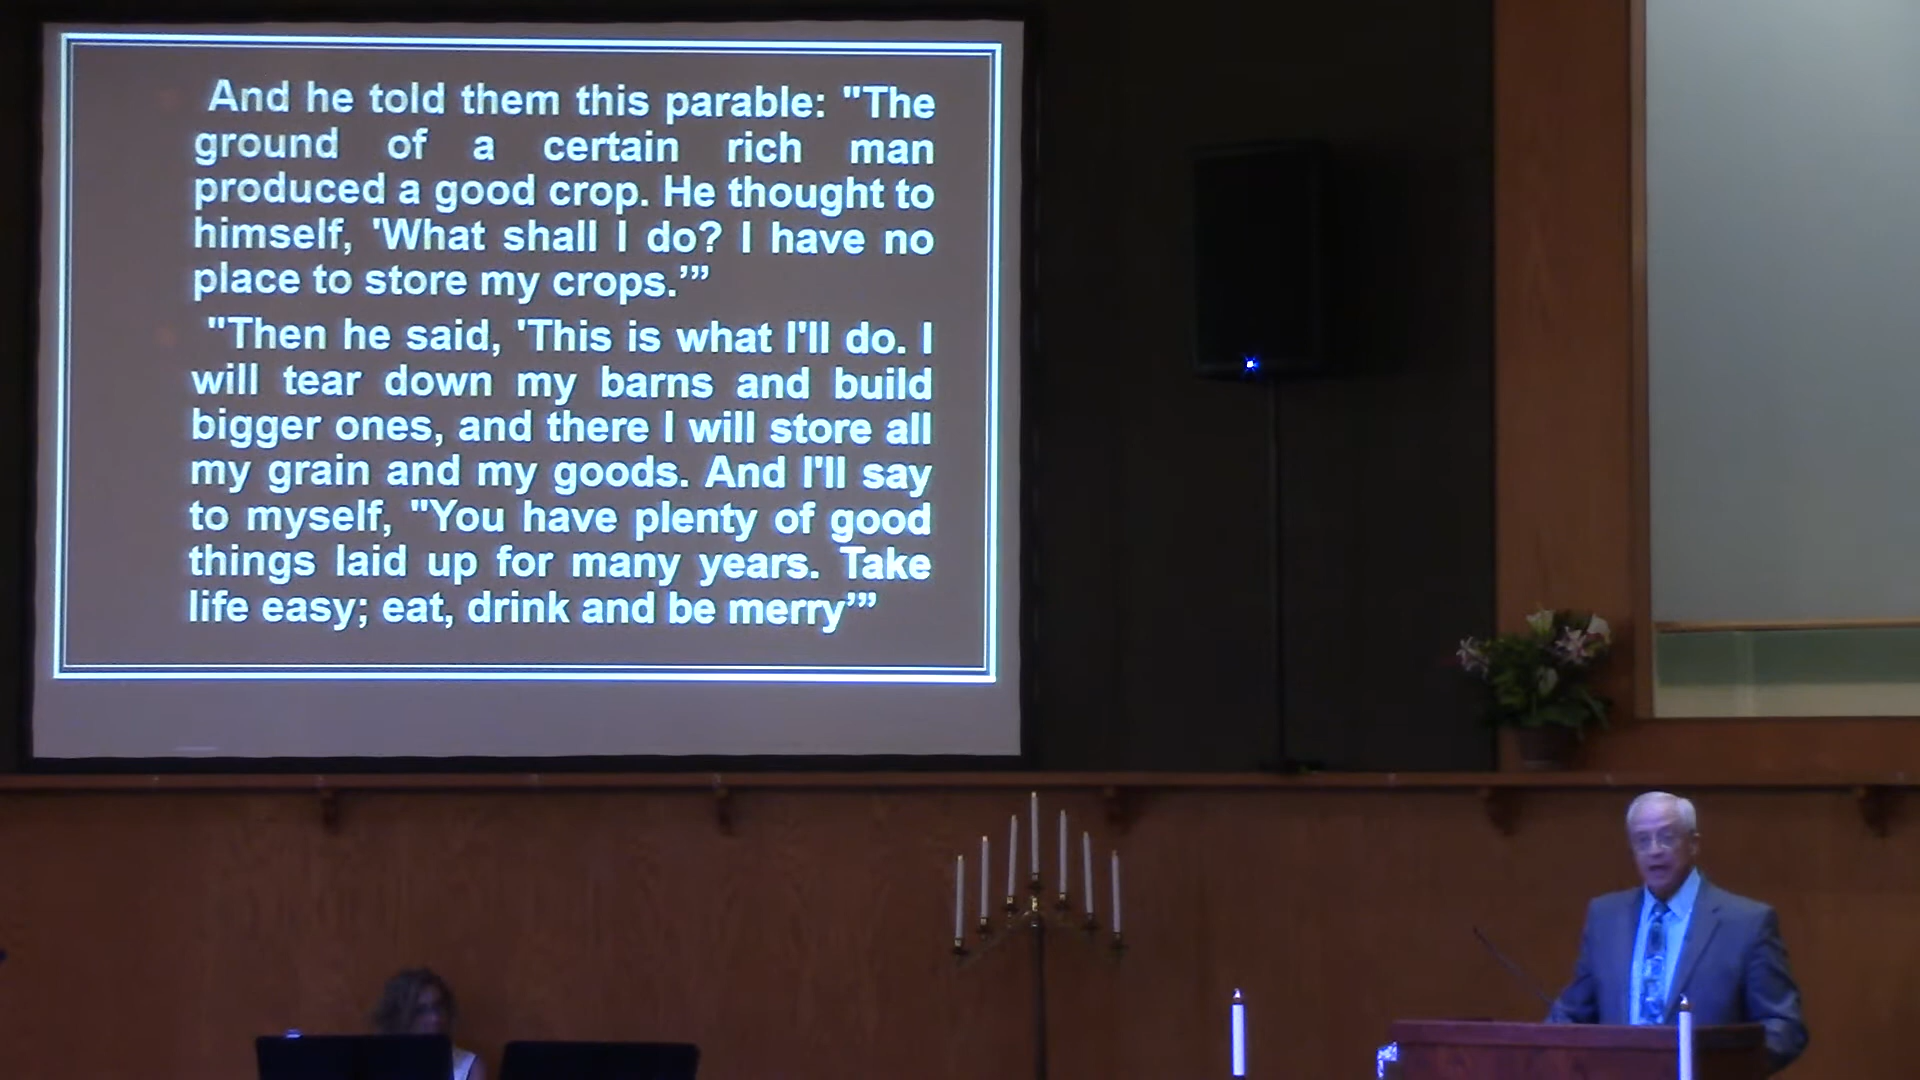 And he told them this parable: "The
ground of a certain rich man
produced a good crop. He thought to
himself, 'What shall I do? I have no
place to store my crops.’”
"Then he said, 'This is what I'll do. I
will tear down my barns and build
bigger ones, and there I will store all
my grain and my goods. And I'll say
to myself, "You have plenty of good
things laid up for many years. Take
life easy; eat, drink and be merry’”